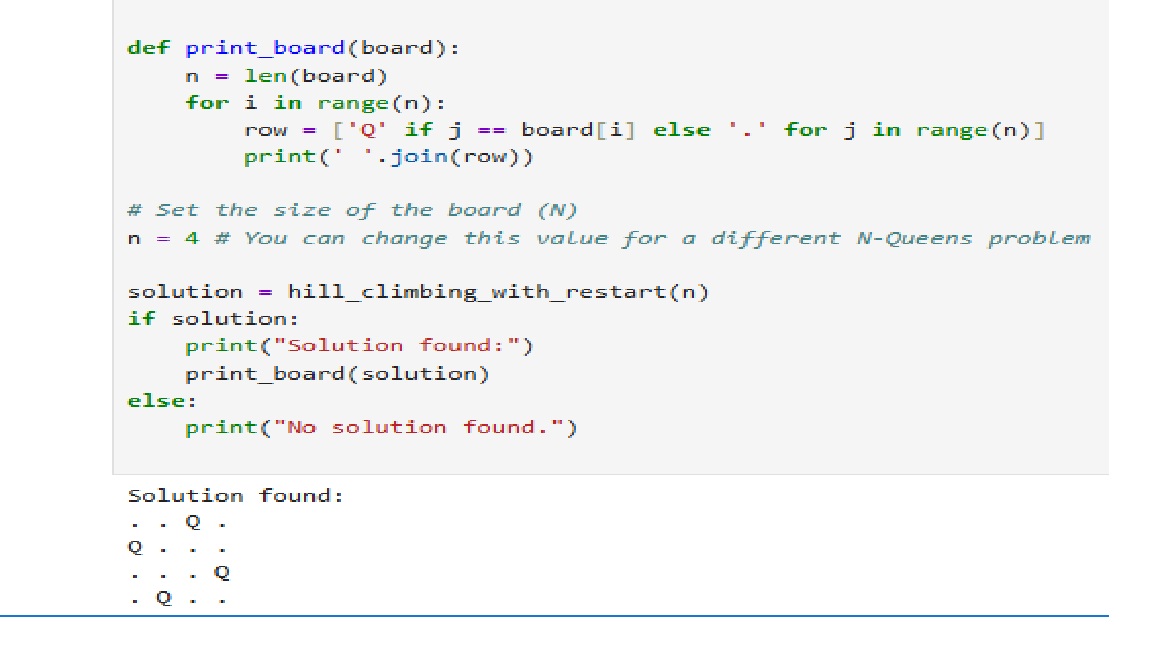 def print_board(board):
    n = len(board)
    for i in range(n):
        row = ['Q' if j == board[i] else '.' for j in range(n)]
        print(' '.join(row))
# Set the size of the board (N)
n = 4 # You can change this value for a different N-Queens problem
solution = hill_climbing_with_restart(n)
if solution:
    print("Solution found:")
    print_board(solution)
else:
    print("No solution found.")
Solution found:
. . Q .
Q . . .
. . . Q
. Q . .